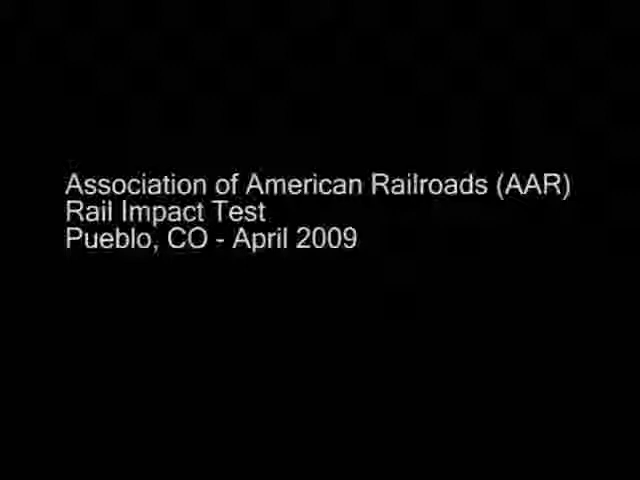 Association of American Railroads (AAR)
Rail Impact Test
Pueblo, CO - April 2009